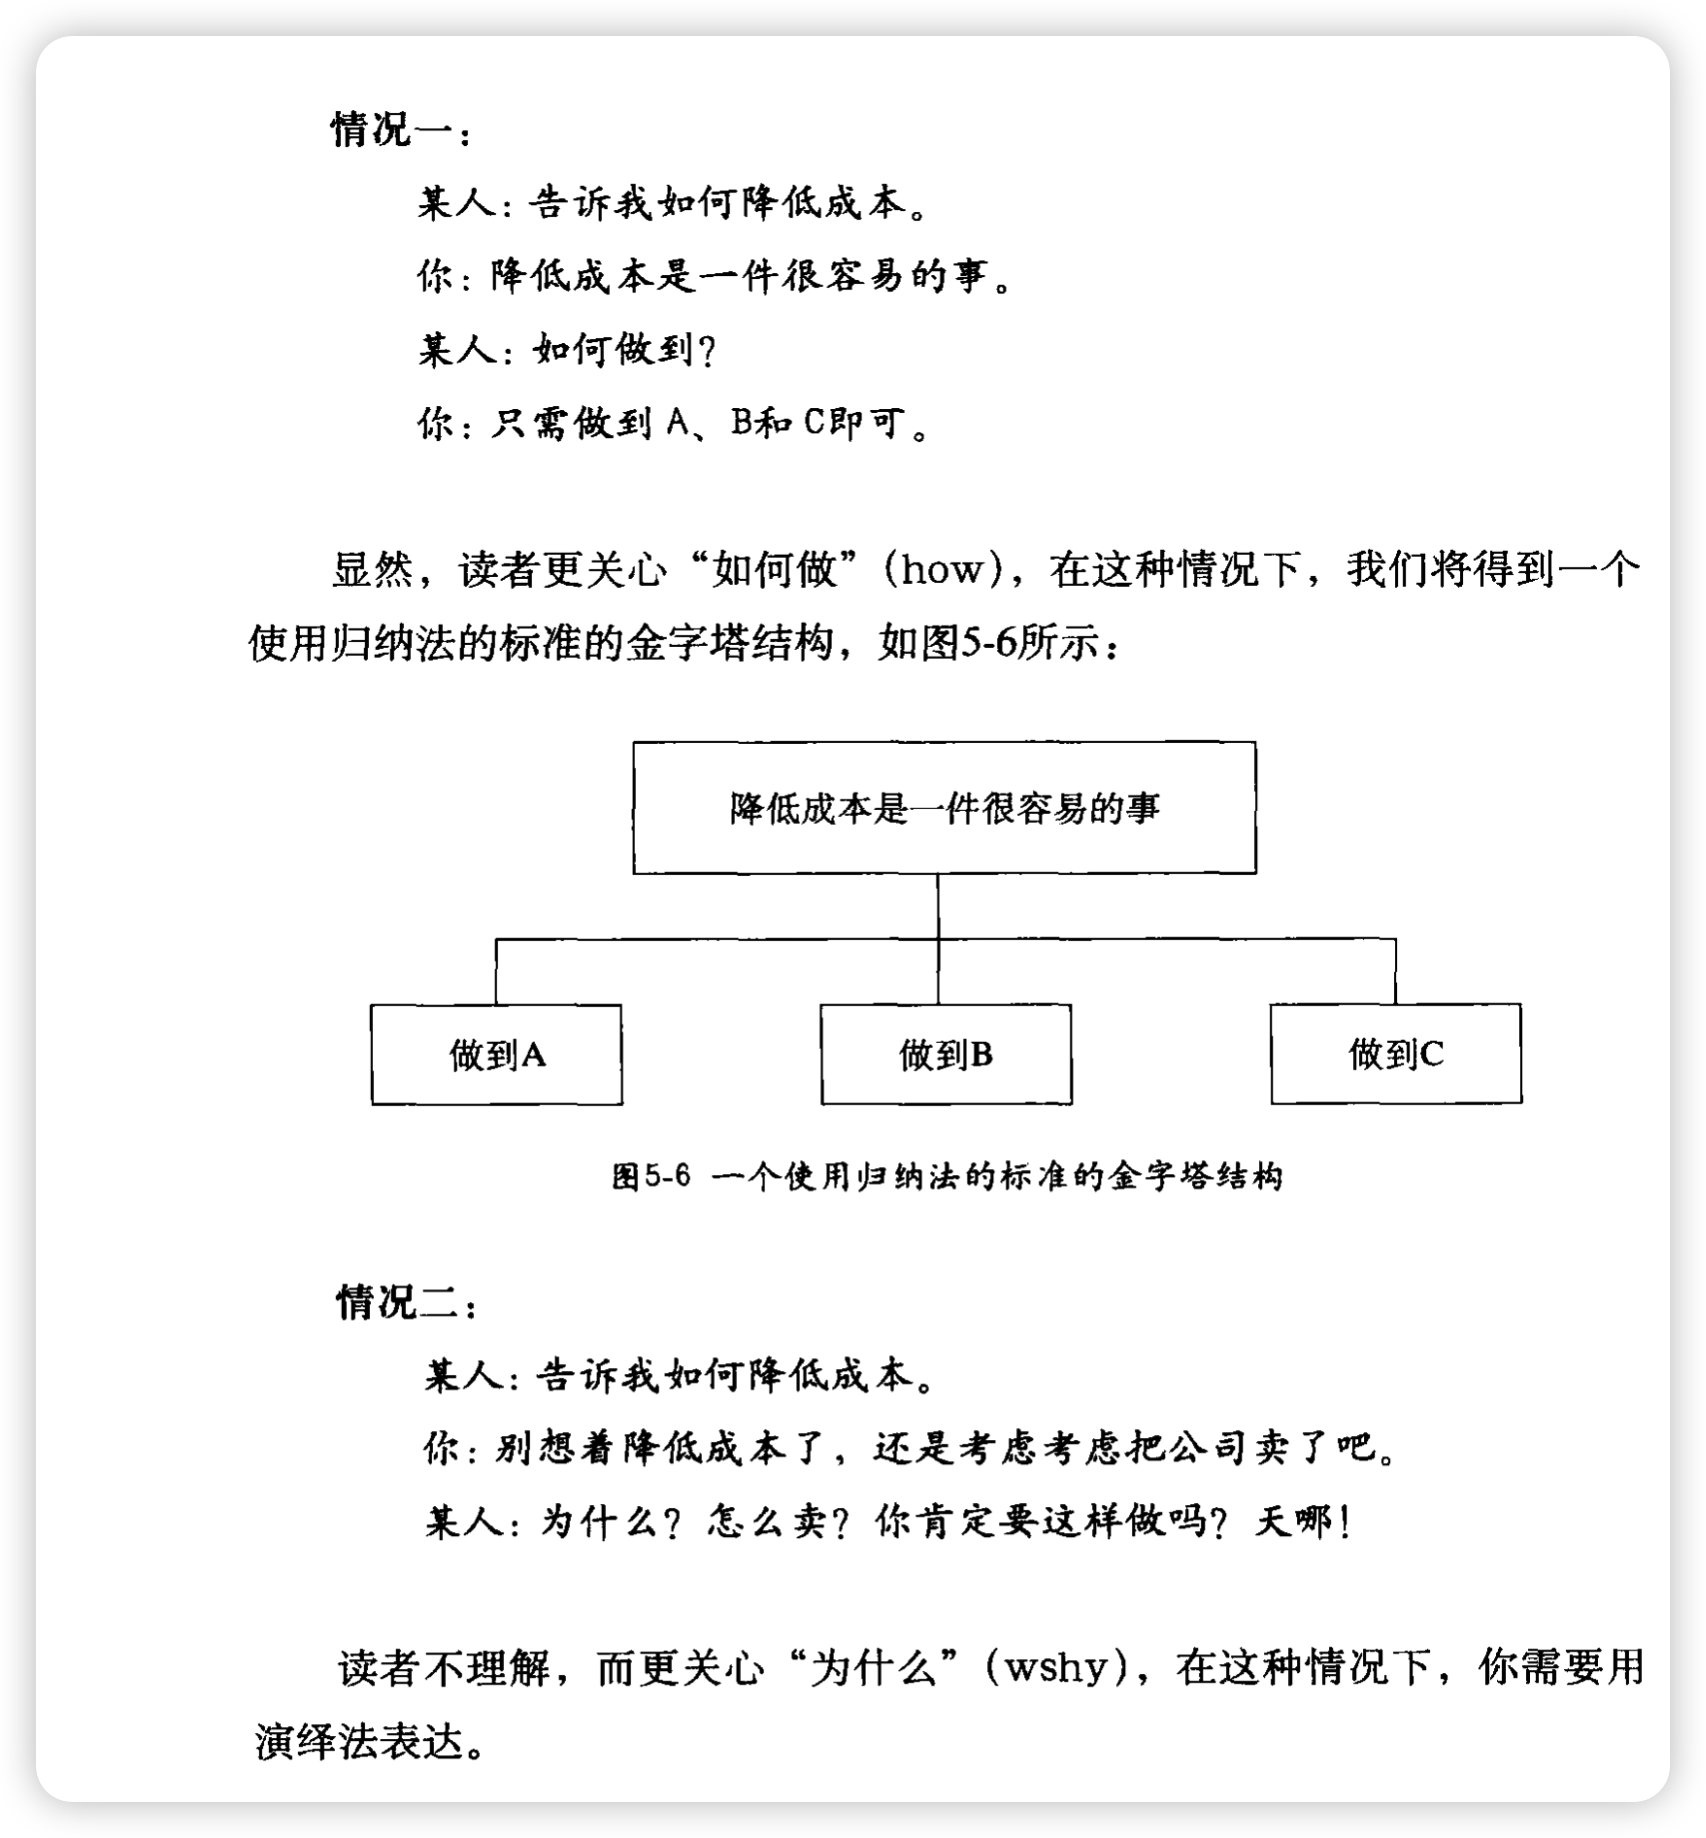 情况一：
某人：告诉我如何降低成本。
你：降低成本是一件很容易的事。
某人：如何做到？
你：只需做到 A、B和 C即可。
显然，读者更关心“如何做”（how），在这种情况下，我们将得到一个
使用归纳法的标准的金字塔结构，如图5-6所示：
降低成本是一件很容易的事
做到A
做到B
做到C
图5-6 一个使用归纳法的标准的金字塔结构
情况二：
某人：告诉我如何降低成本。
你：别想着降低成本了，还是考虑考虑把公司卖了吧。
某人：为什么？怎么卖？你肯定要这样做吗？天哪！
读者不理解，而更关心“为什么”（wshy），在这种情况下，你需要用
演绎法表达。